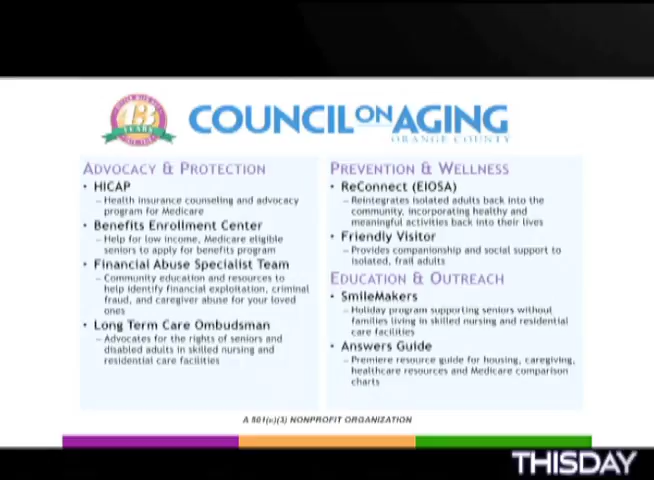 YEARS
COUNCIL ON AGING
ORANGE COUNTY
ADVOCACY & PROTECTION
• HICAP
– Health insurance counseling and advocacy
program for Medicare
• Benefits Enrollment Center
– Help for low income, Medicare eligible
seniors to apply for benefits program
• Financial Abuse Specialist Team
– Community education and resources to
help identify financial exploitation, criminal
fraud, and caregiver abuse for your loved
ones
• Long Term Care Ombudsman
– Advocates for the rights of seniors and
disabled adults in skilled nursing and
residential care facilities
PREVENTION & WELLNESS
• ReConnect (EIOSA)
– Reintegrates isolated adults back into the
community, incorporating healthy and
meaningful activities back into their lives
• Friendly Visitor
– Provides companionship and social support to
isolated, frail adults
EDUCATION & OUTREACH
• SmileMakers
– Holiday program supporting seniors without
families living in skilled nursing and residential
care facilities
• Answers Guide
– Premiere resource guide for housing, caregiving,
healthcare resources and Medicare comparison
charts
A 501(c)(3) NONPROFIT ORGANIZATION
THISDAY